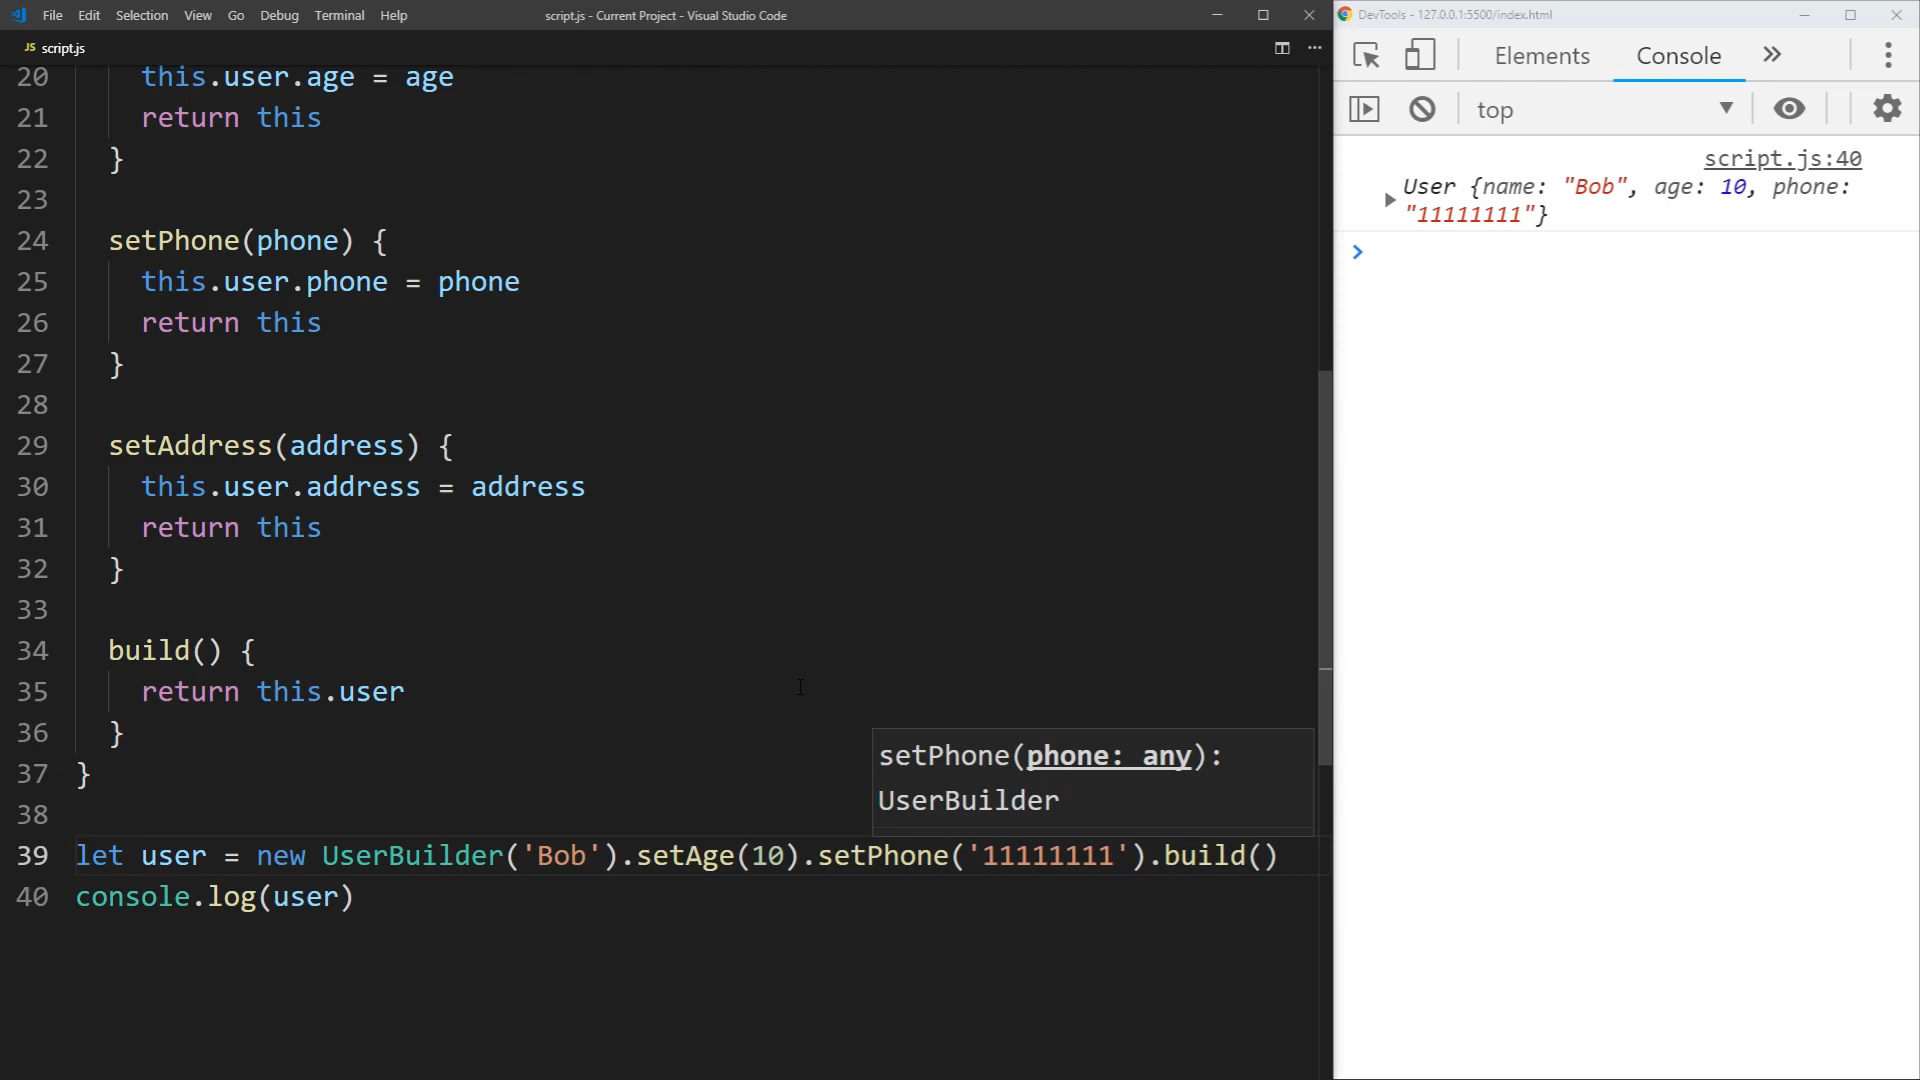 File Edit Selection View Go Debug Terminal Help
script.js - Current Project - Visual Studio Code
JS script.js
20 this.user.age = age
21 return this
22 }
23
24 setPhone(phone) {
25 this.user.phone = phone
26 return this
27 }
28
29 setAddress(address) {
30 this.user.address = address
31 return this
32 }
33
34 build() {
35 return this.user
36 }
37 }
38
39 let user = new UserBuilder('Bob').setAge(10).setPhone('11111111').build()
40 console.log(user)
setPhone(phone: any):
UserBuilder
DevTools - 127.0.0.1:5500/index.html
Elements Console
top
script.js:40
User {name: "Bob", age: 10, phone:
"11111111"}